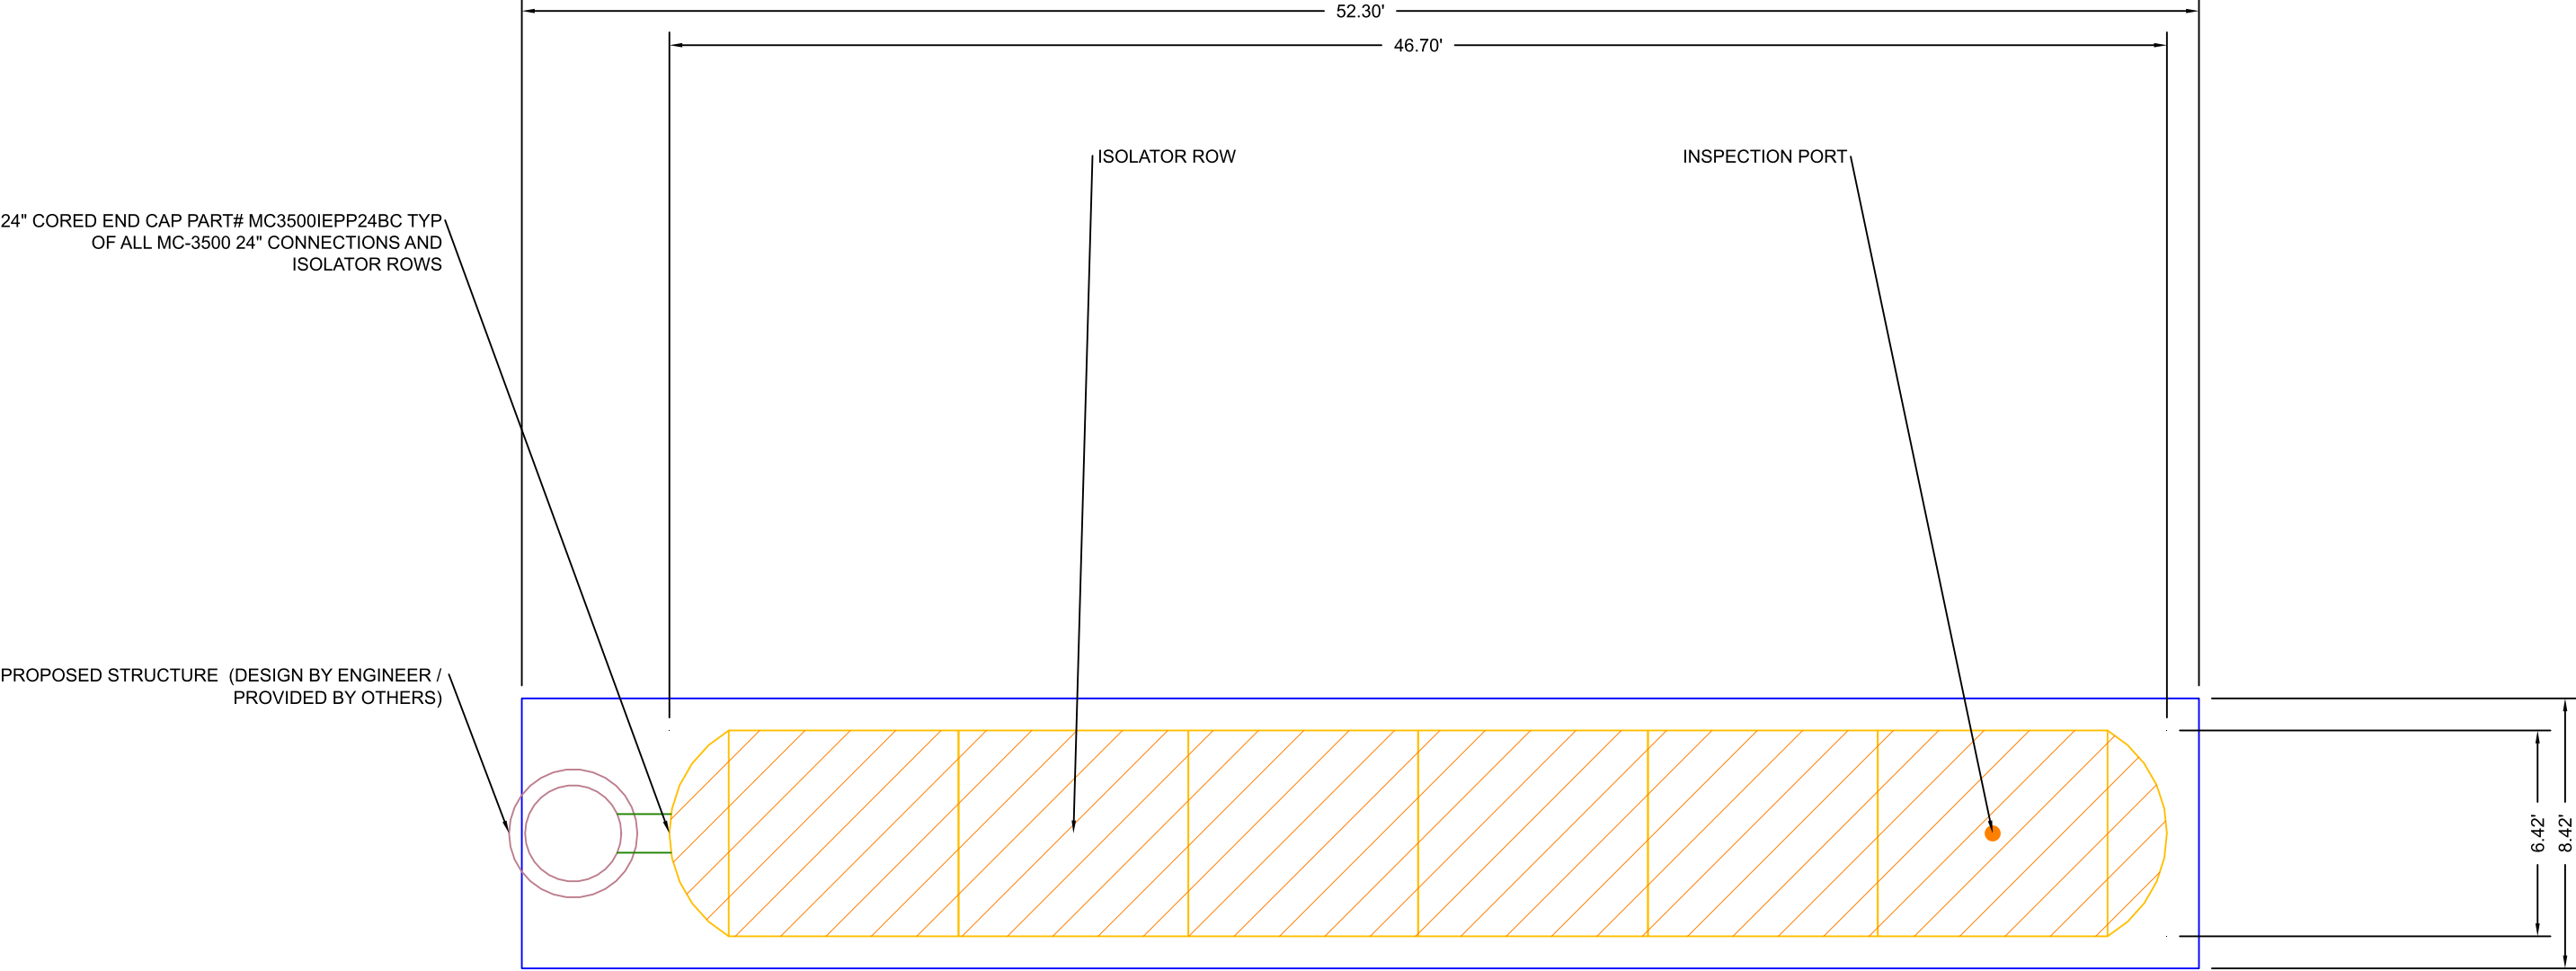 52.30'
46.70'
ISOLATOR ROW
INSPECTION PORT
24" CORED END CAP PART# MC3500IEPP24BC TYP
OF ALL MC-3500 24" CONNECTIONS AND
ISOLATOR ROWS
PROPOSED STRUCTURE (DESIGN BY ENGINEER /
PROVIDED BY OTHERS)
6.42'
8.42'